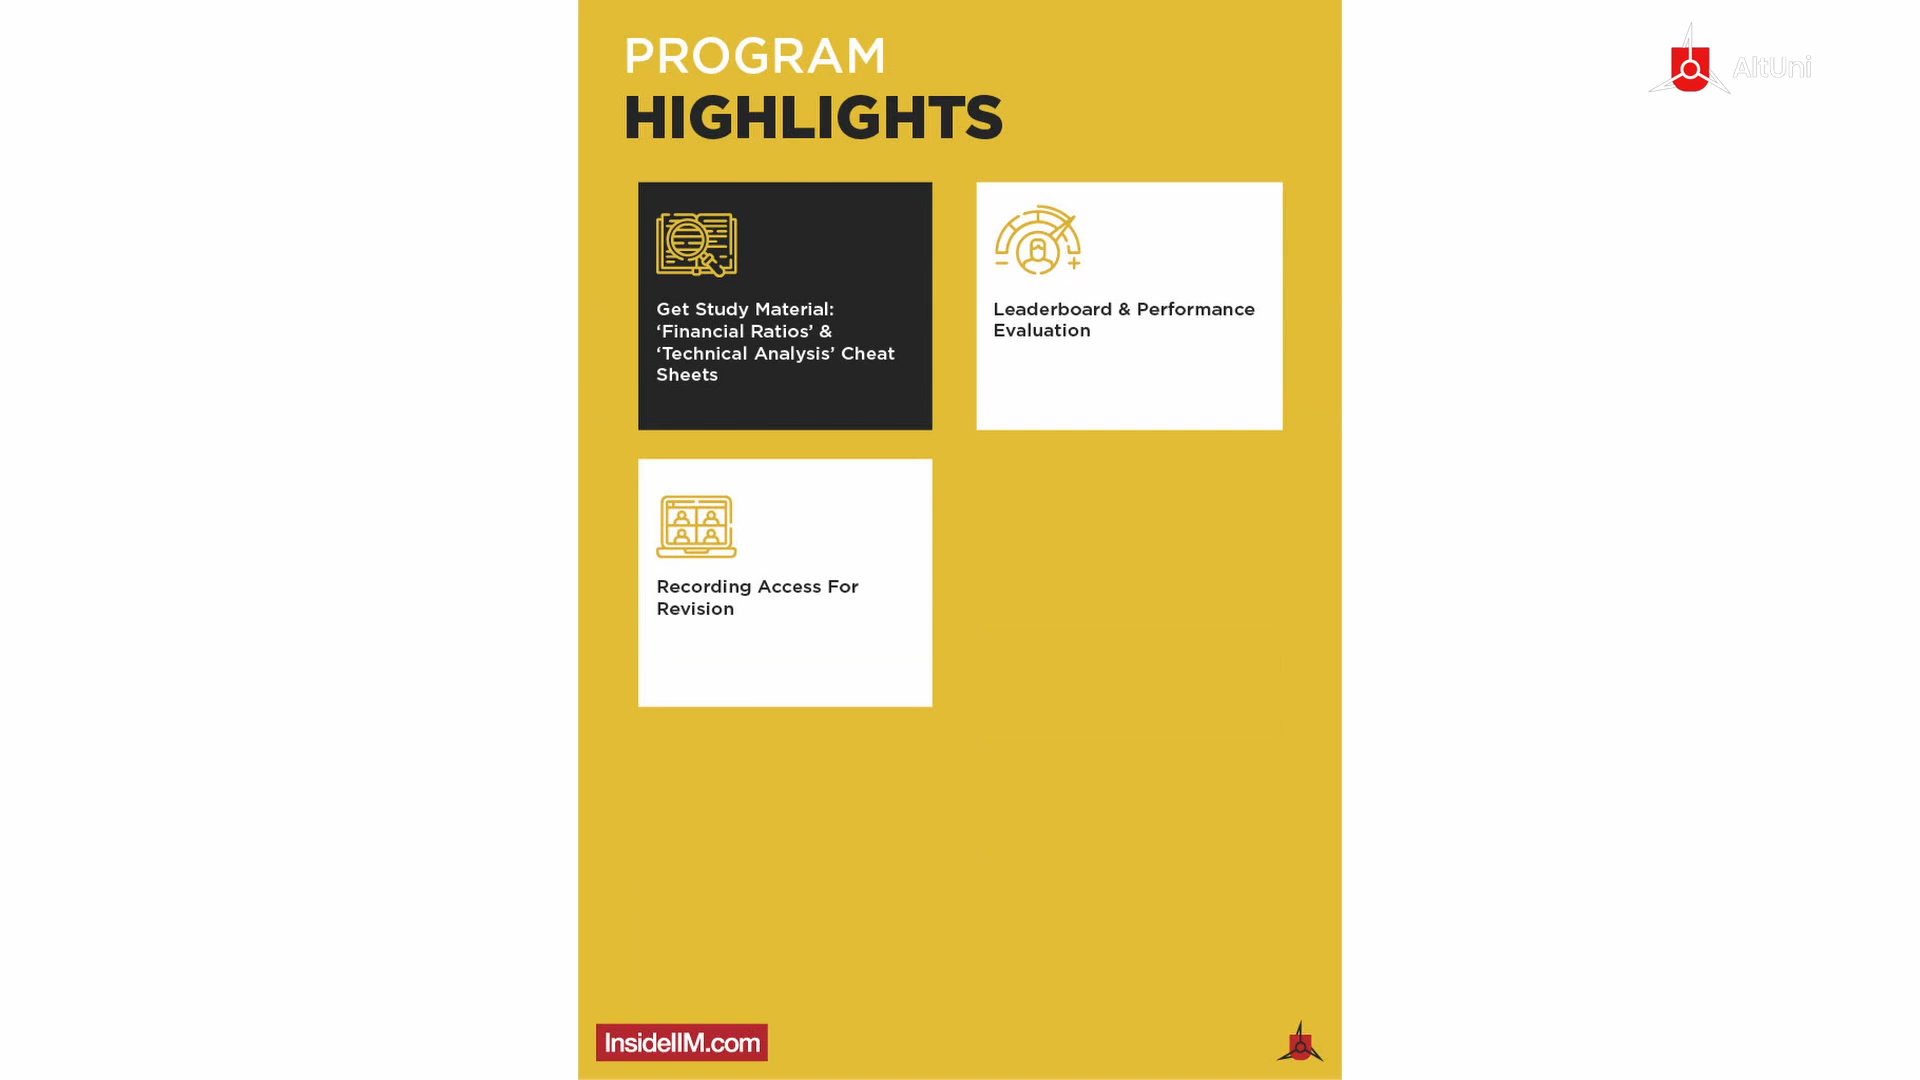 PROGRAM
HIGHLIGHTS
AltUni
Get Study Material:
‘Financial Ratios’ &
‘Technical Analysis’ Cheat
Sheets
Leaderboard & Performance
Evaluation
Recording Access For
Revision
InsideIIM.com